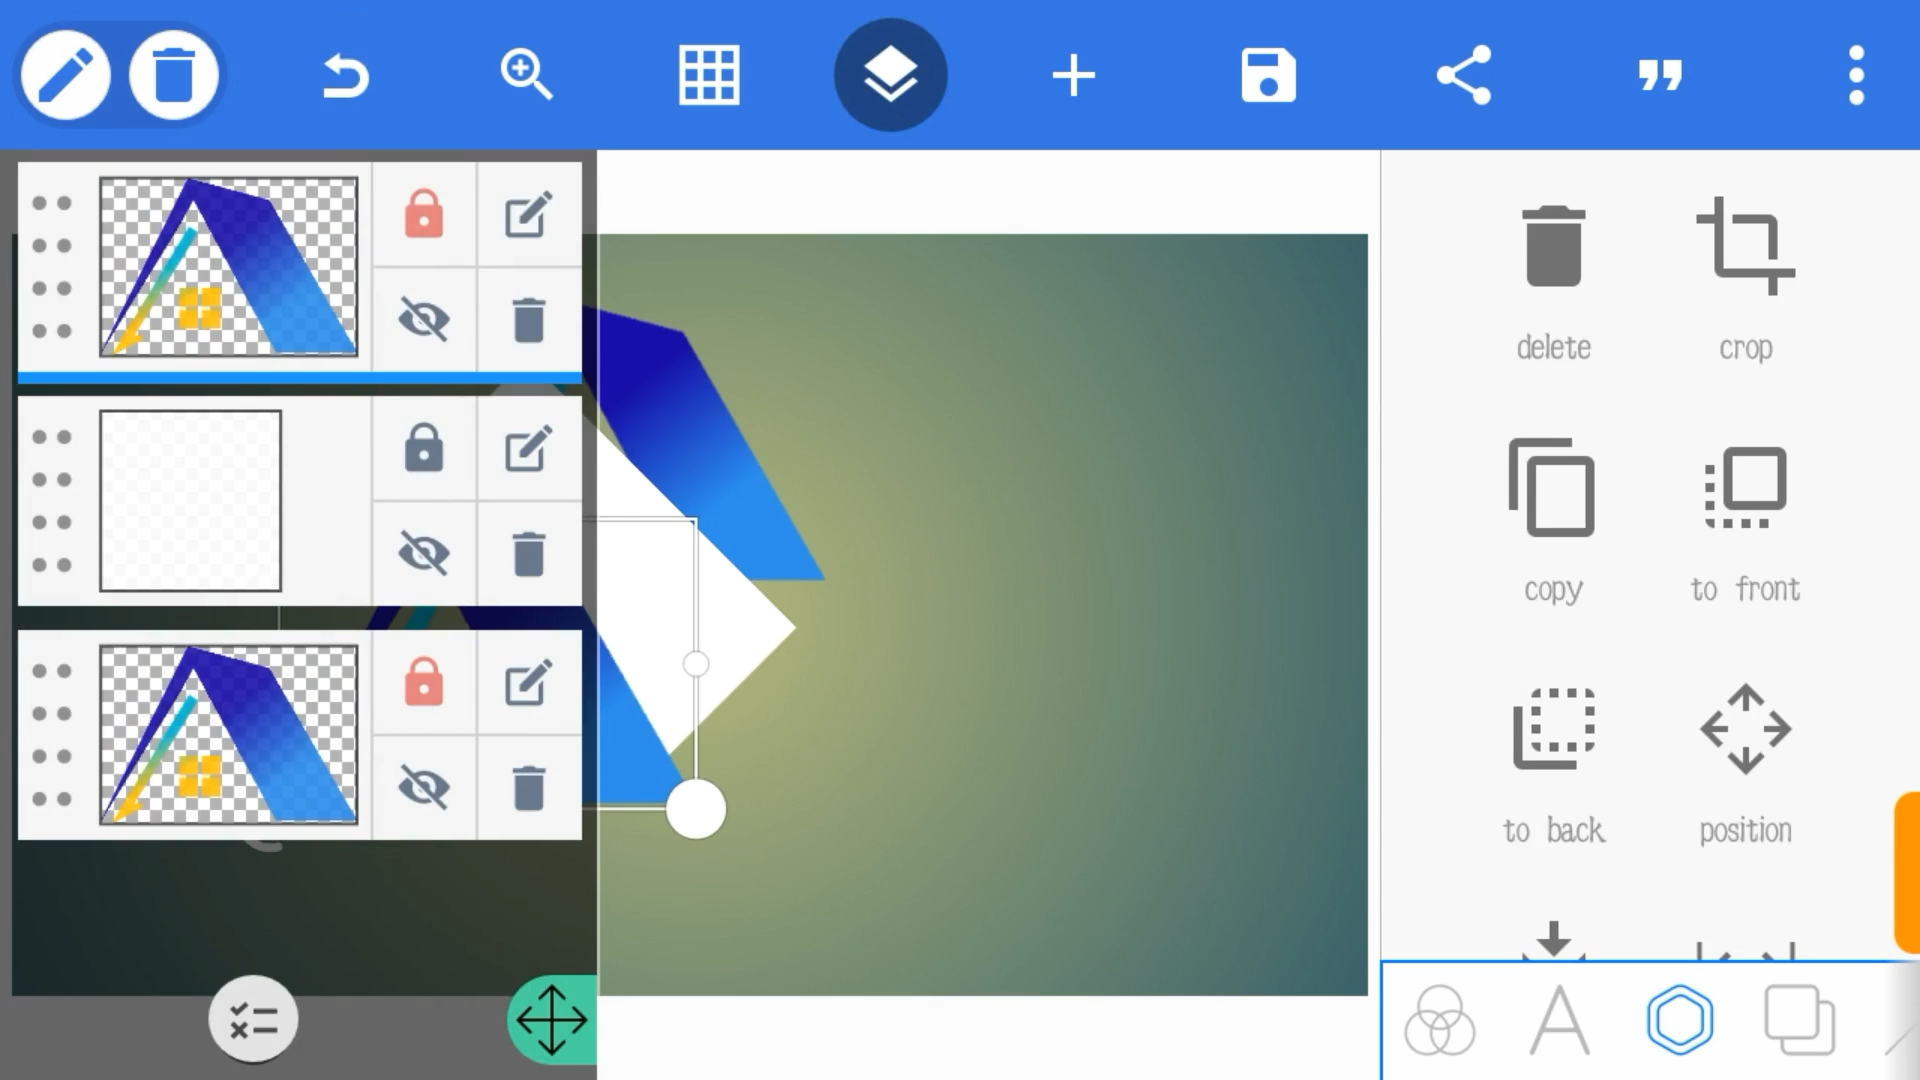 delete
crop
copy
to front
to back
position